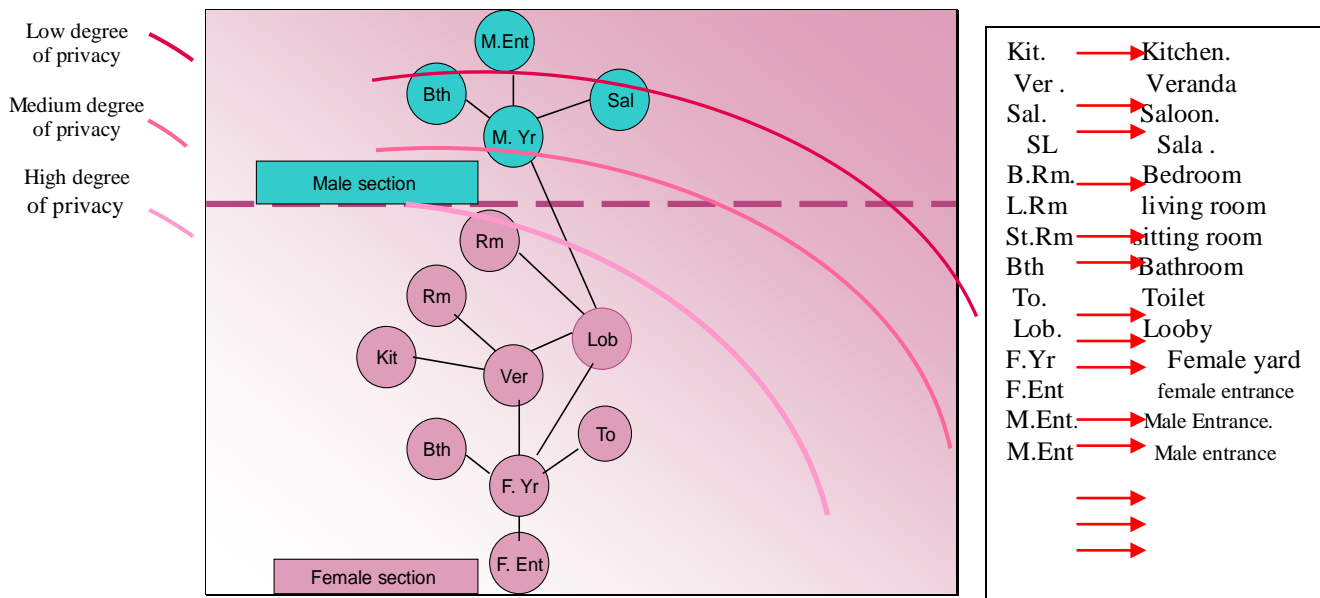 Low degree
of privacy
Medium degree
of privacy
High degree
of privacy
M.Ent
Bth
Sal
M. Yr
Male section
Rm
Rm
Lob
Kit
Ver
Bth
To
F. Yr
F. Ent
Female section
Kit. Kitchen.
Ver . Veranda
Sal. Saloon.
SL Sala .
B.Rm. Bedroom
L.Rm living room
St.Rm sitting room
Bth Bathroom
To. Toilet
Lob. Looby
F.Yr Female yard
F.Ent female entrance
M.Ent. Male Entrance.
M.Ent Male entrance